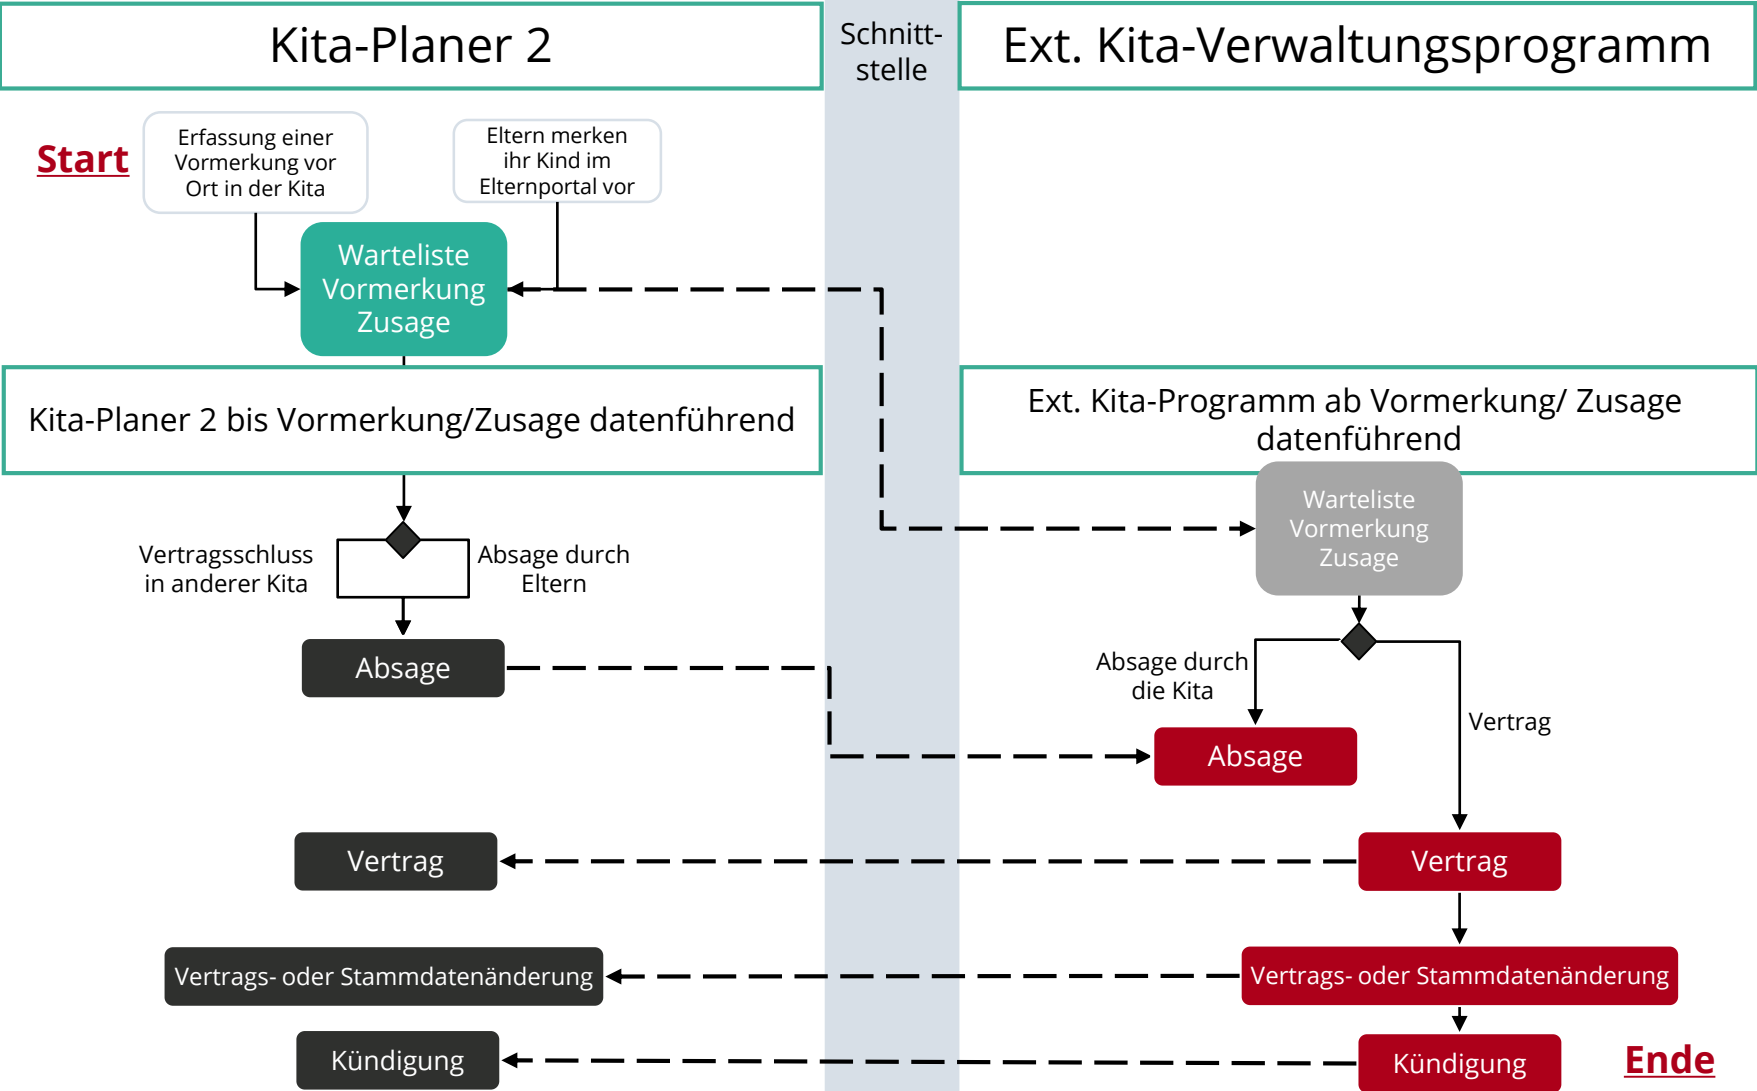 Kita-Planer 2
Schnitt-
stelle
Ext. Kita-Verwaltungsprogramm
Start
Erfassung einer
Vormerkung vor
Ort in der Kita
Eltern merken
ihr Kind im
Elternportal vor
Warteliste
Vormerkung
Zusage
Kita-Planer 2 bis Vormerkung/Zusage datenführend
Ext. Kita-Programm ab Vormerkung/ Zusage
datenführend
Warteliste
Vormerkung
Zusage
Vertragsschluss
in anderer Kita
Absage durch
Eltern
Absage
Absage durch
die Kita
Vertrag
Absage
Vertrag
Vertrag
Vertrags- oder Stammdatenänderung
Vertrags- oder Stammdatenänderung
Kündigung
Kündigung
Ende